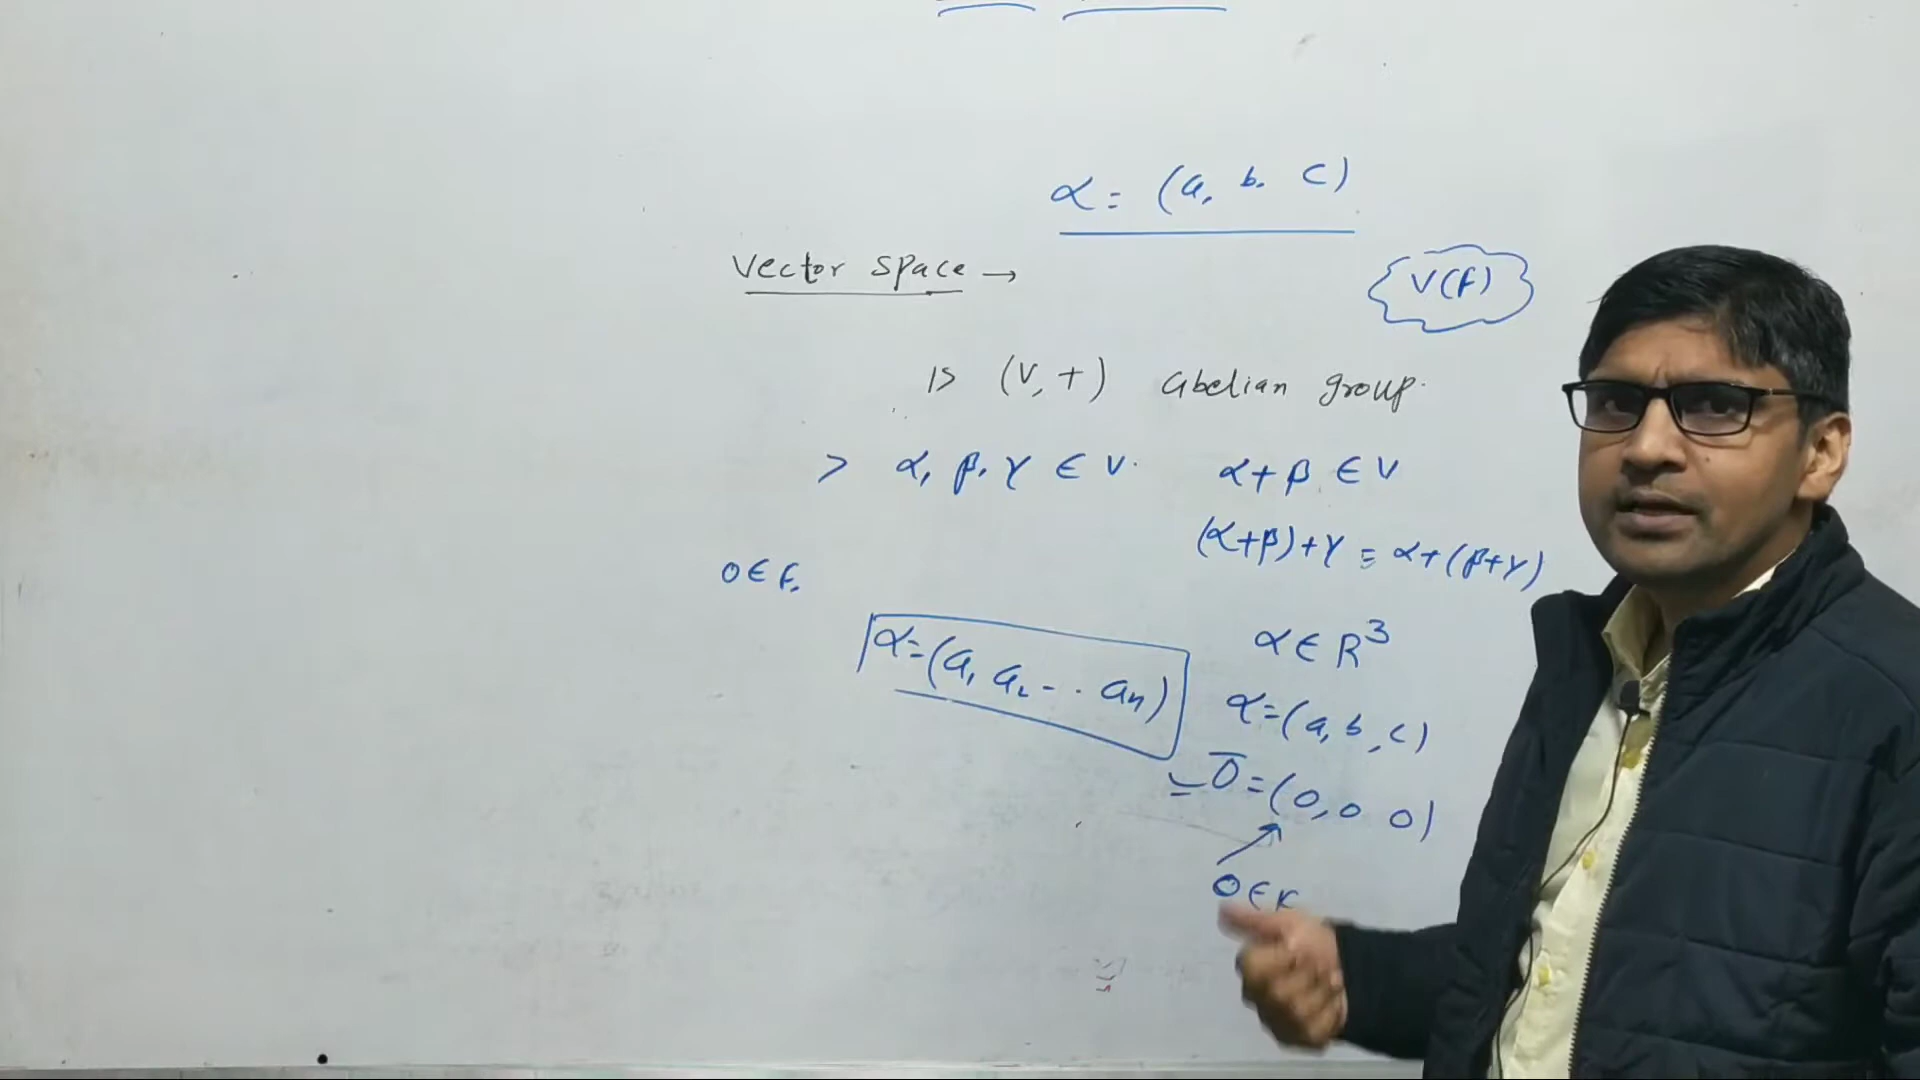 α = (a, b. c)
Vector Space →
V(F)
is (V, +) abelian group.
> α, β, γ ∈ V. α + β ∈ V
(α+β)+γ = α+(β+γ)
0 ∈ F.
α ∈ R³
α = (a₁ a₂ -- · aₙ)
α = (a, b, c)
0̅ = (0, 0 0)
0 ∈